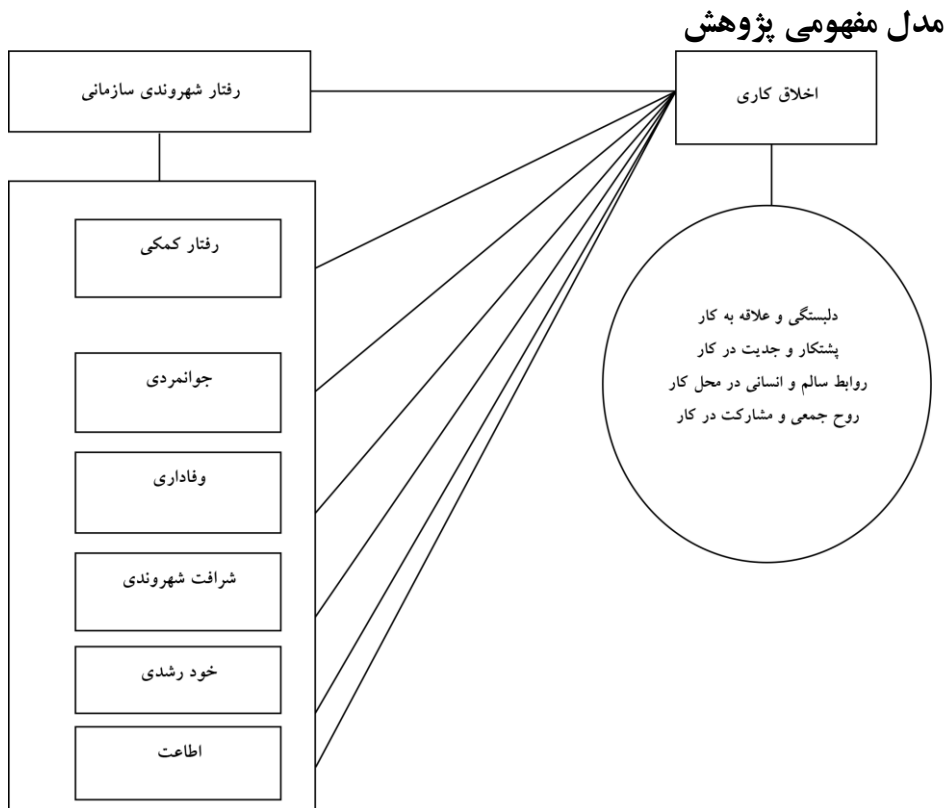 مدل مفهومی پژوهش
اخلاق کاری
رفتار شهروندی سازمانی
دلبستگی و علاقه به کار
پشتکار و جدیت در کار
روابط سالم و انسانی در محل کار
روح جمعی و مشارکت در کار
رفتار کمکی
جوانمردی
وفاداری
شرافت شهروندی
خود رشدی
اطاعت